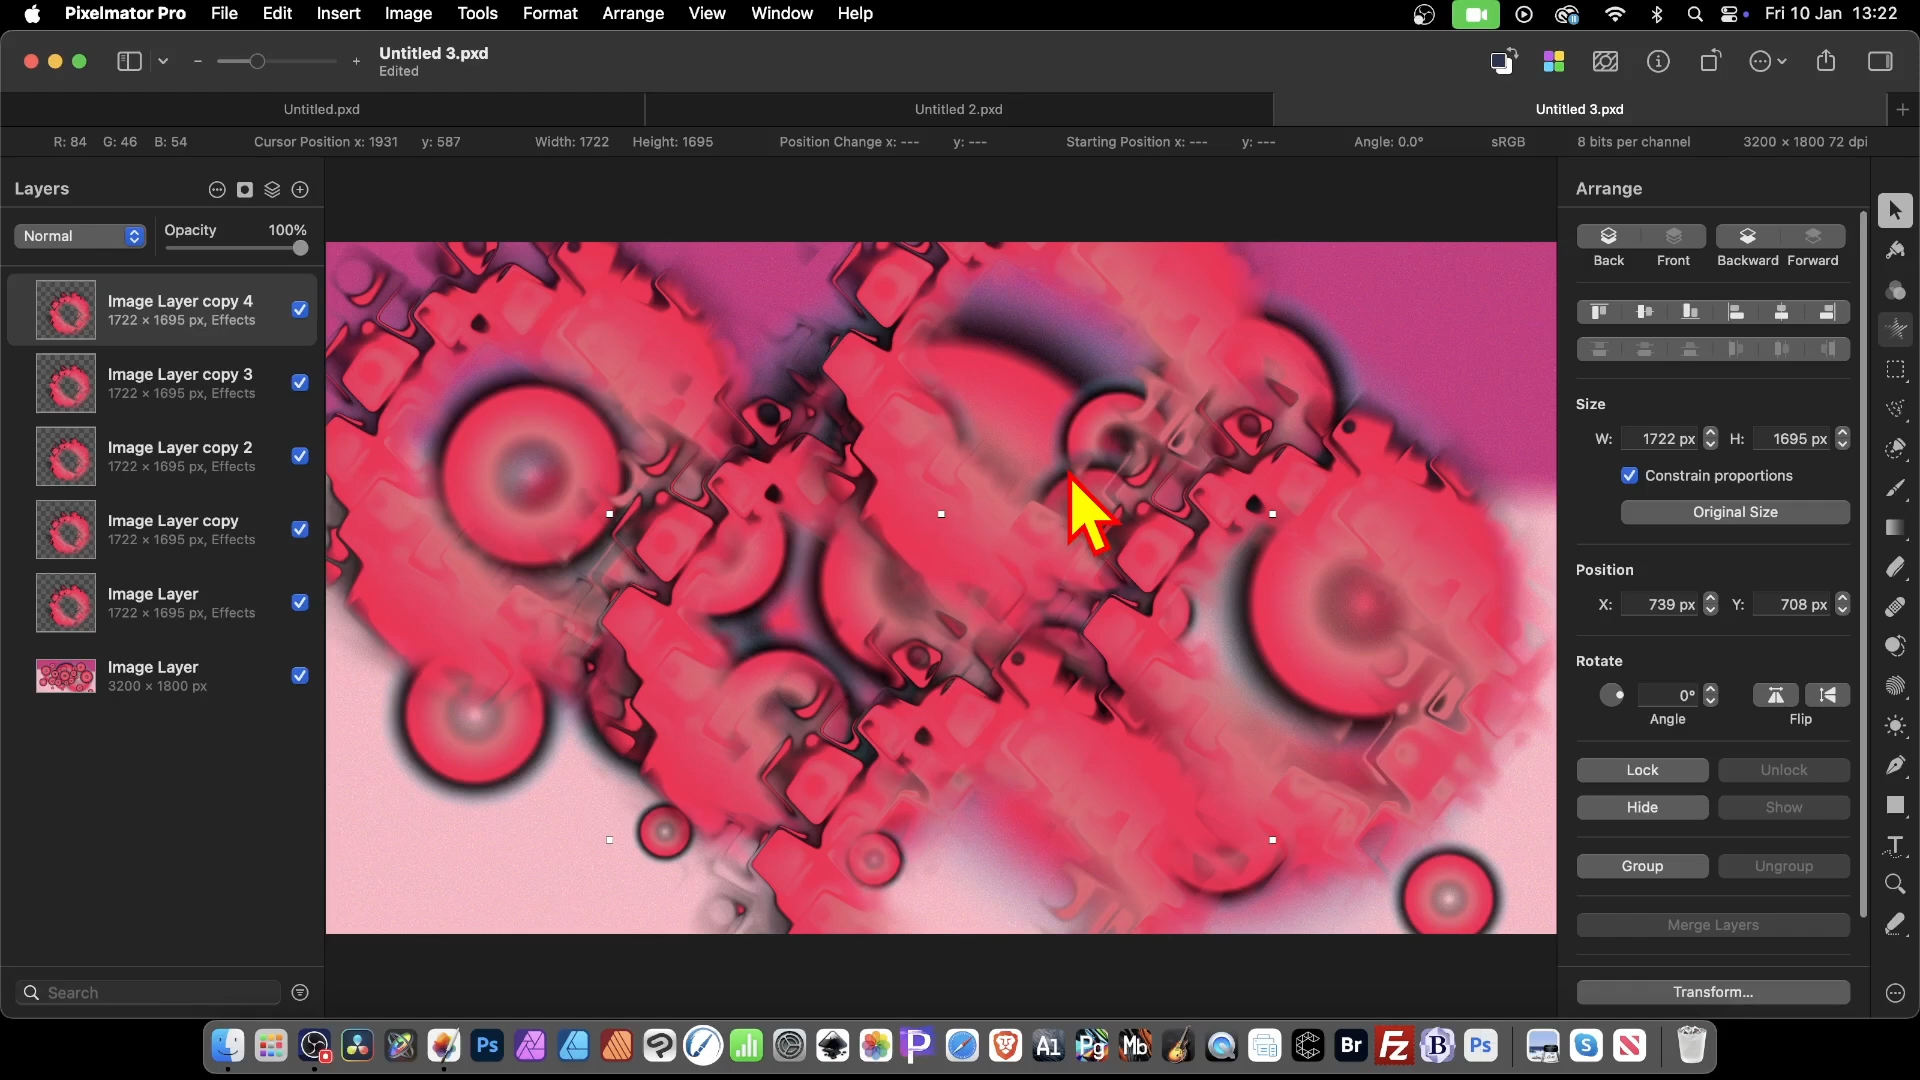 Pixelmator Pro File Edit Insert Image Tools Format Arrange View Window Help Fri 10 Jan 13:22
Untitled 3.pxd
Edited
Untitled.pxd Untitled 2.pxd Untitled 3.pxd
R: 84 G: 46 B: 54 Cursor Position x: 1931 y: 587 Width: 1722 Height: 1695 Position Change x: --- y: --- Starting Position x: --- y: --- Angle: 0.0° sRGB 8 bits per channel 3200 × 1800 72 dpi
Layers
Normal Opacity 100%
Image Layer copy 4
1722 × 1695 px, Effects
Image Layer copy 3
1722 × 1695 px, Effects
Image Layer copy 2
1722 × 1695 px, Effects
Image Layer copy
1722 × 1695 px, Effects
Image Layer
1722 × 1695 px, Effects
Image Layer
3200 × 1800 px
Search
Arrange
Back Front Backward Forward
Size
W: 1722 px H: 1695 px
Constrain proportions
Original Size
Position
X: 739 px Y: 708 px
Rotate
0°
Angle Flip
Lock Unlock
Hide Show
Group Ungroup
Merge Layers
Transform...
Ps P A1 Pg Mb Br Fz B Ps S N